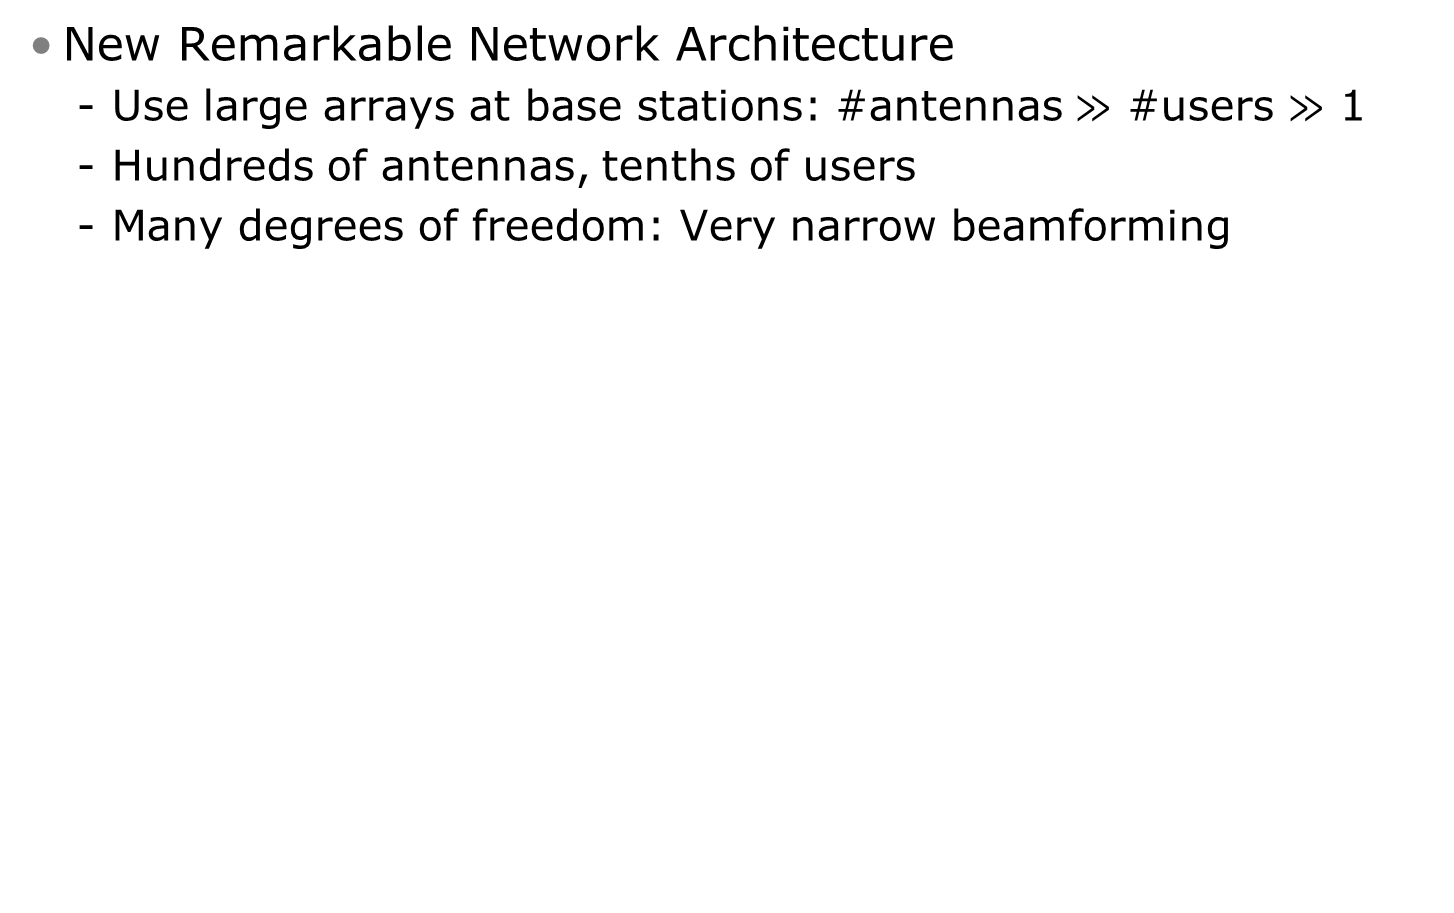 • New Remarkable Network Architecture
- Use large arrays at base stations: #antennas ≫ #users ≫ 1
- Hundreds of antennas, tenths of users
- Many degrees of freedom: Very narrow beamforming